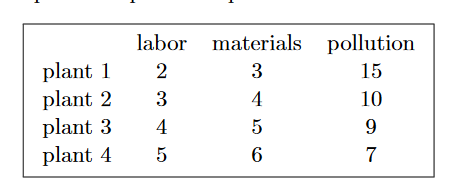 labor materials pollution
plant 1 2 3 15
plant 2 3 4 10
plant 3 4 5 9
plant 4 5 6 7